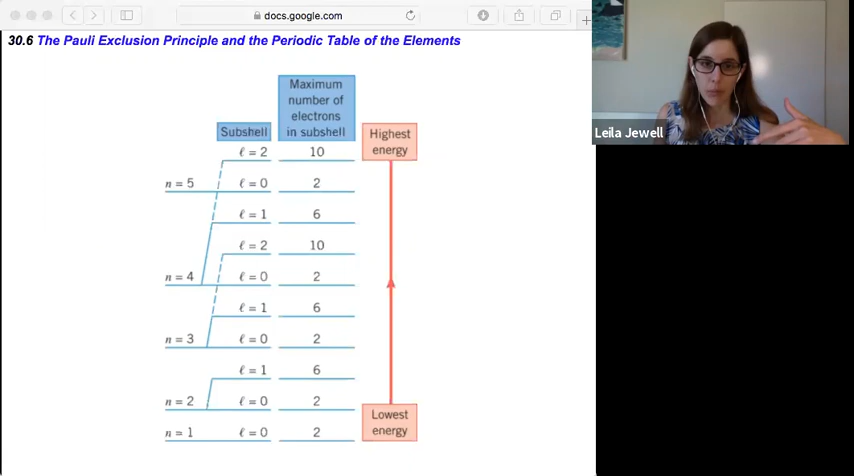 docs.google.com
30.6 The Pauli Exclusion Principle and the Periodic Table of the Elements
Leila Jewell
Subshell
Maximum
number of
electrons
in subshell
Highest
energy
ℓ = 2 10
n = 5 ℓ = 0 2
ℓ = 1 6
ℓ = 2 10
n = 4 ℓ = 0 2
ℓ = 1 6
n = 3 ℓ = 0 2
ℓ = 1 6
n = 2 ℓ = 0 2
n = 1 ℓ = 0 2
Lowest
energy